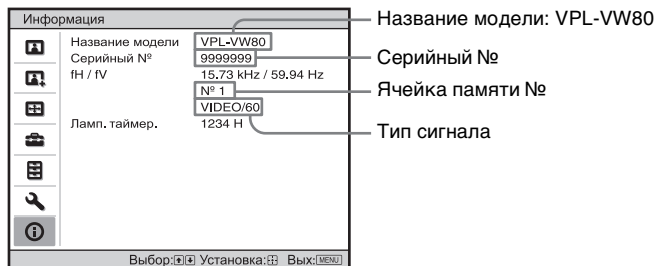 Информация
Название модели VPL-VW80
Серийный № 9999999
fH / fV 15.73 kHz / 59.94 Hz
№ 1
VIDEO/60
Ламп. таймер. 1234 H
Выбор: Установка: Вых: MENU
Название модели: VPL-VW80
Серийный №
Ячейка памяти №
Тип сигнала